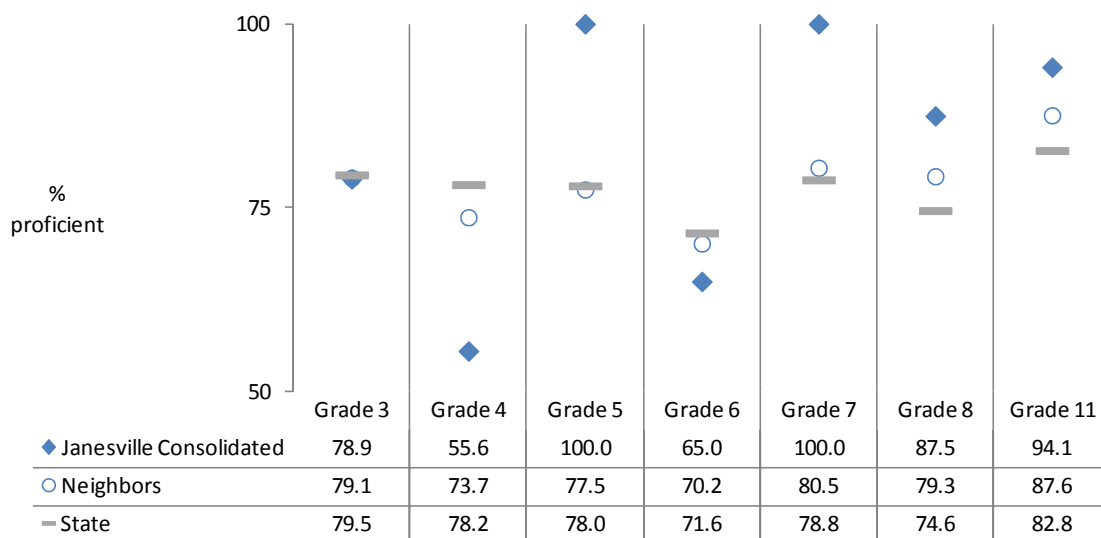 100
%
proficient
75
50
Grade 3 Grade 4 Grade 5 Grade 6 Grade 7 Grade 8 Grade 11
Janesville Consolidated 78.9 55.6 100.0 65.0 100.0 87.5 94.1
Neighbors 79.1 73.7 77.5 70.2 80.5 79.3 87.6
State 79.5 78.2 78.0 71.6 78.8 74.6 82.8